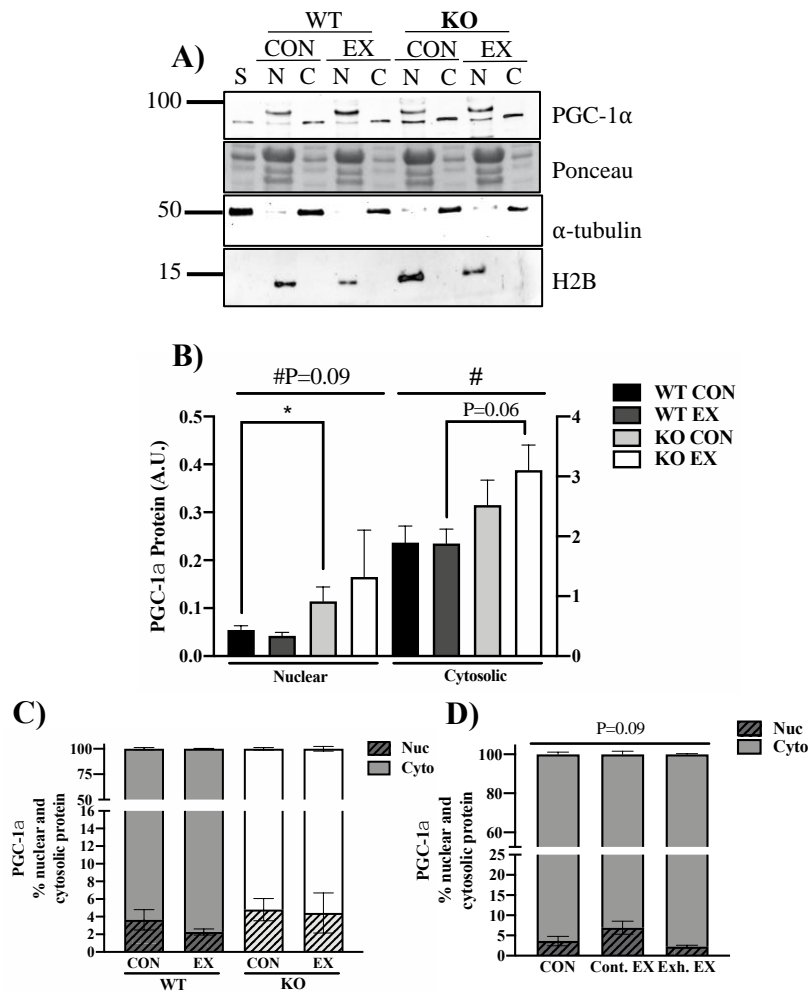 A)
WT KO
CON EX CON EX
S N C N C N C N C
100
PGC-1α
Ponceau
50
α-tubulin
15
H2B
B)
#P=0.09 #
* P=0.06
WT CON
WT EX
KO CON
KO EX
PGC-1a Protein (A.U.)
0.5
0.4
0.3
0.2
0.1
0.0
4
3
2
1
0
Nuclear Cytosolic
C)
Nuc
Cyto
PGC-1a
% nuclear and
cytosolic protein
100
75
50
16
14
12
10
8
6
4
2
0
CON EX CON EX
WT KO
D)
P=0.09
Nuc
Cyto
PGC-1a
% nuclear and
cytosolic protein
100
80
60
40
25
20
15
10
5
0
CON Cont. EX Exh. EX